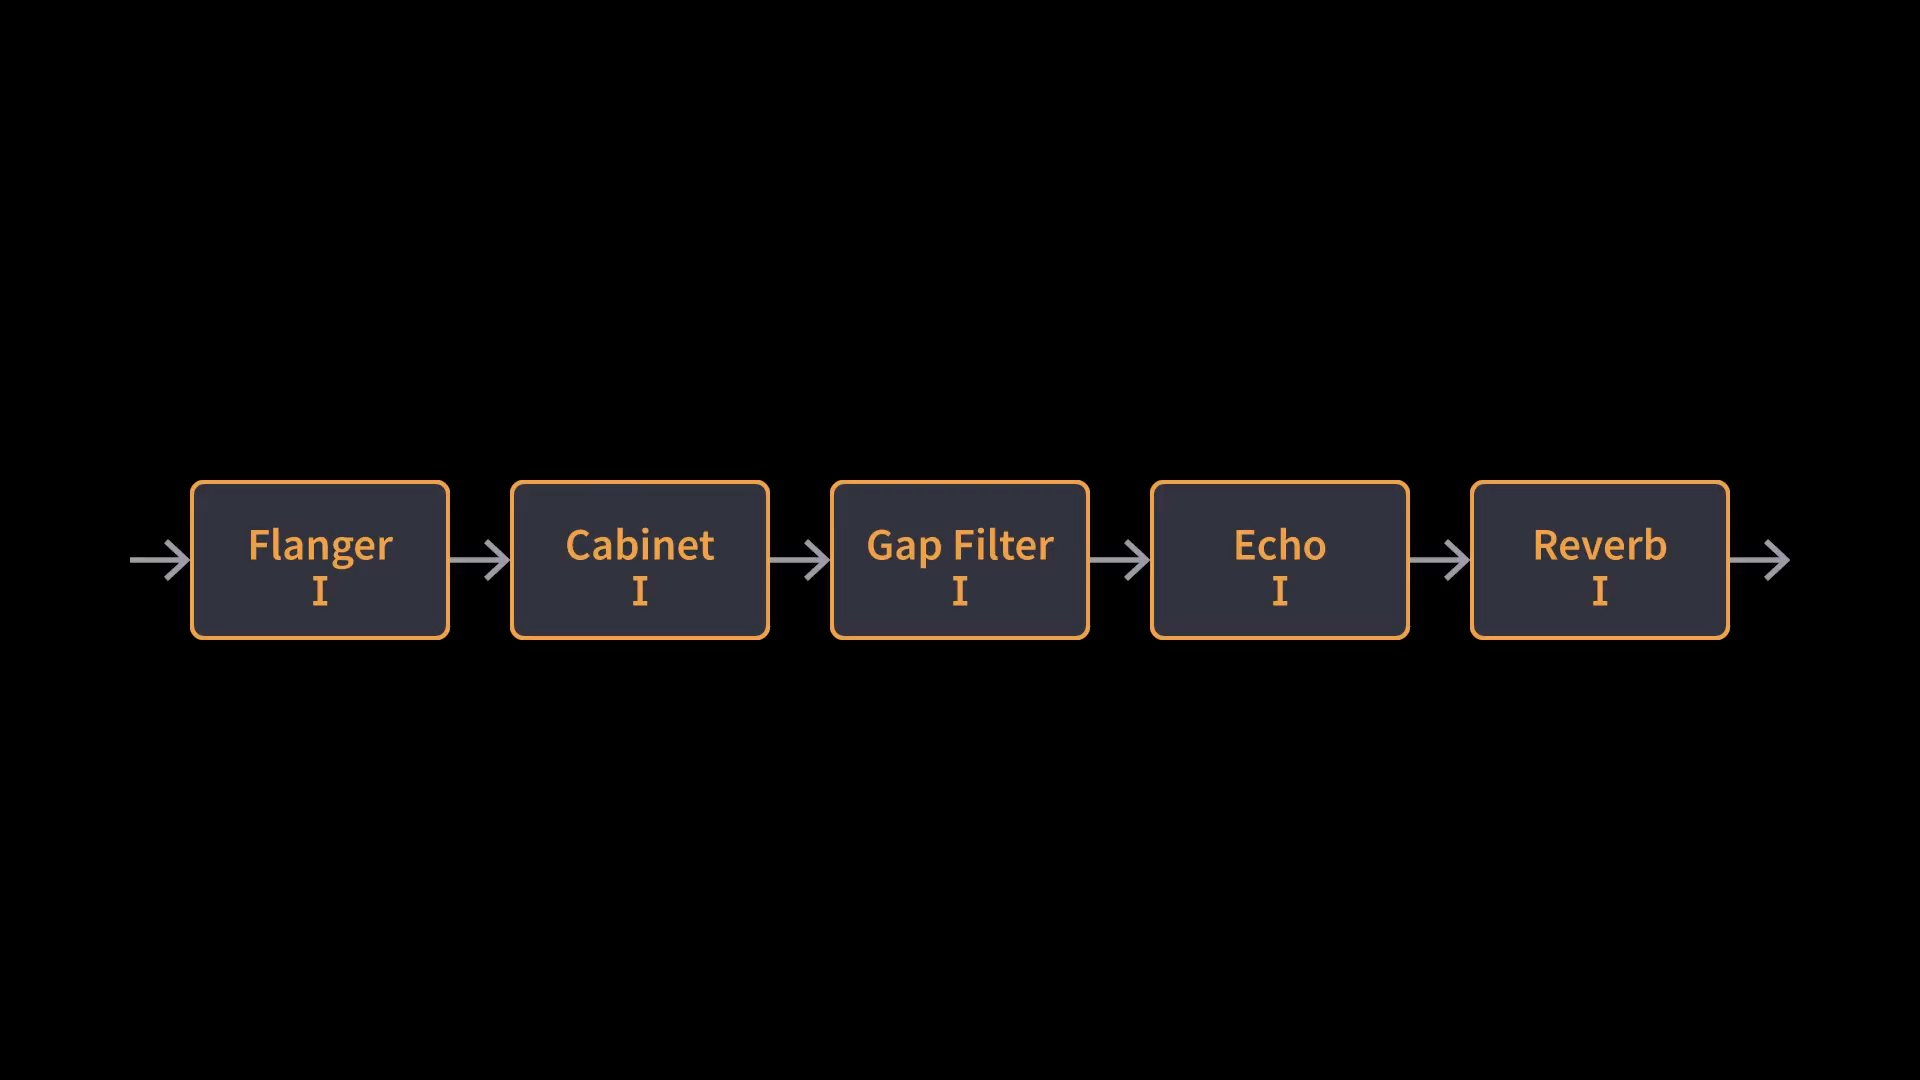 Flanger
I
Cabinet
I
Gap Filter
I
Echo
I
Reverb
I